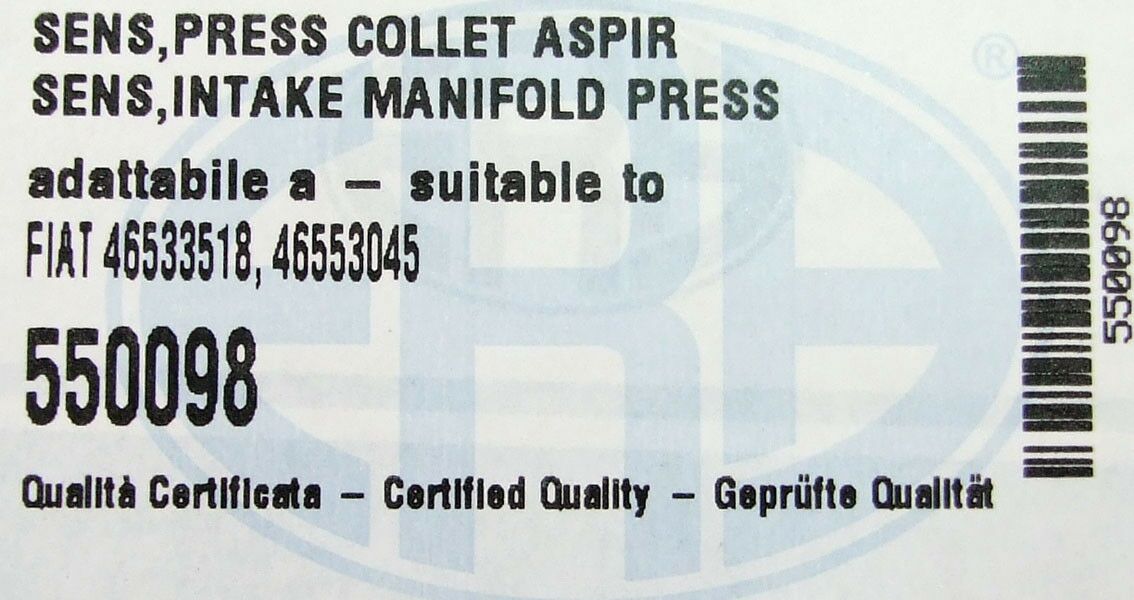 SENS,PRESS COLLET ASPIR
SENS,INTAKE MANIFOLD PRESS
adattabile a – suitable to
FIAT 46533518, 46553045
550098
Qualità Certificata – Certified Quality – Geprüfte Qualität
550098
ERA
®